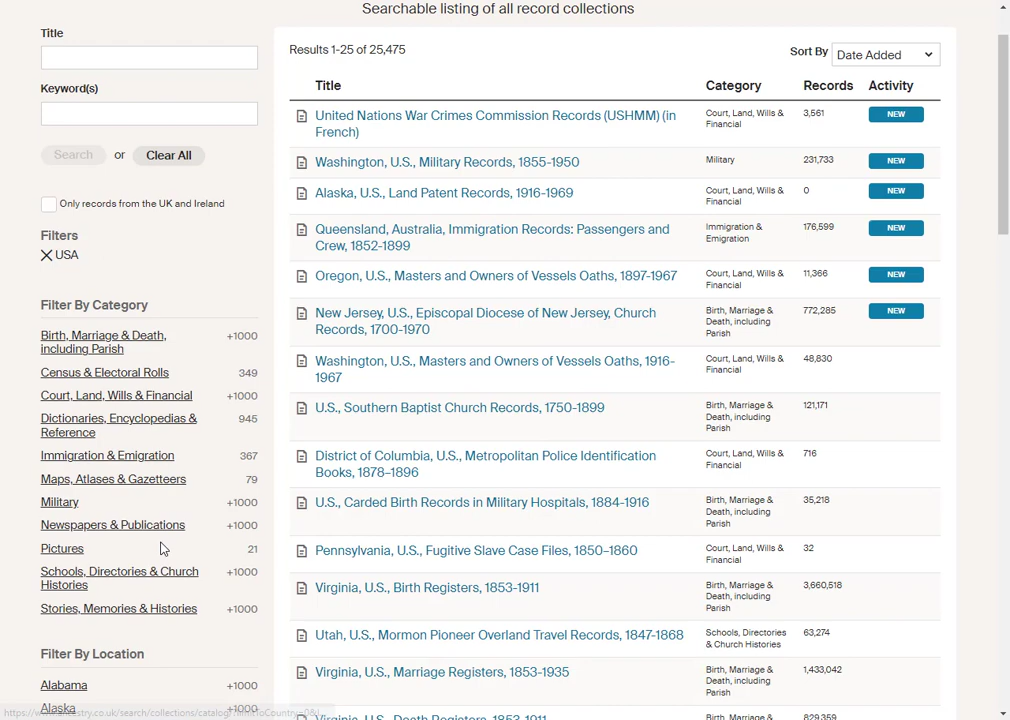 Searchable listing of all record collections
Title
Keyword(s)
Search or Clear All
Only records from the UK and Ireland
Filters
USA
Filter By Category
Birth, Marriage & Death, +1000
including Parish
Census & Electoral Rolls 349
Court, Land, Wills & Financial +1000
Dictionaries, Encyclopedias & 945
Reference
Immigration & Emigration 367
Maps, Atlases & Gazetteers 79
Military +1000
Newspapers & Publications +1000
Pictures 21
Schools, Directories & Church +1000
Histories
Stories, Memories & Histories +1000
Filter By Location
Alabama +1000
Alaska +1000
Results 1-25 of 25,475
Sort By Date Added
Title Category Records Activity
United Nations War Crimes Commission Records (USHMM) (in Court, Land, Wills & 3,561 NEW
French) Financial
Washington, U.S., Military Records, 1855-1950 Military 231,733 NEW
Alaska, U.S., Land Patent Records, 1916-1969 Court, Land, Wills & 0 NEW
Financial
Queensland, Australia, Immigration Records: Passengers and Immigration & 176,599 NEW
Crew, 1852-1899 Emigration
Oregon, U.S., Masters and Owners of Vessels Oaths, 1897-1967 Court, Land, Wills & 11,366 NEW
Financial
New Jersey, U.S., Episcopal Diocese of New Jersey, Church Birth, Marriage & 772,285 NEW
Records, 1700-1970 Death, including
Parish
Washington, U.S., Masters and Owners of Vessels Oaths, 1916- Court, Land, Wills & 48,830
1967 Financial
U.S., Southern Baptist Church Records, 1750-1899 Birth, Marriage & 121,171
Death, including
Parish
District of Columbia, U.S., Metropolitan Police Identification Court, Land, Wills & 716
Books, 1878–1896 Financial
U.S., Carded Birth Records in Military Hospitals, 1884-1916 Birth, Marriage & 35,218
Death, including
Parish
Pennsylvania, U.S., Fugitive Slave Case Files, 1850–1860 Court, Land, Wills & 32
Financial
Virginia, U.S., Birth Registers, 1853-1911 Birth, Marriage & 3,660,518
Death, including
Parish
Utah, U.S., Mormon Pioneer Overland Travel Records, 1847-1868 Schools, Directories 63,274
& Church Histories
Virginia, U.S., Marriage Registers, 1853-1935 Birth, Marriage & 1,433,042
Death, including
Parish
Virginia, U.S., Death Registers, 1853-1911 Birth, Marriage & 829,359